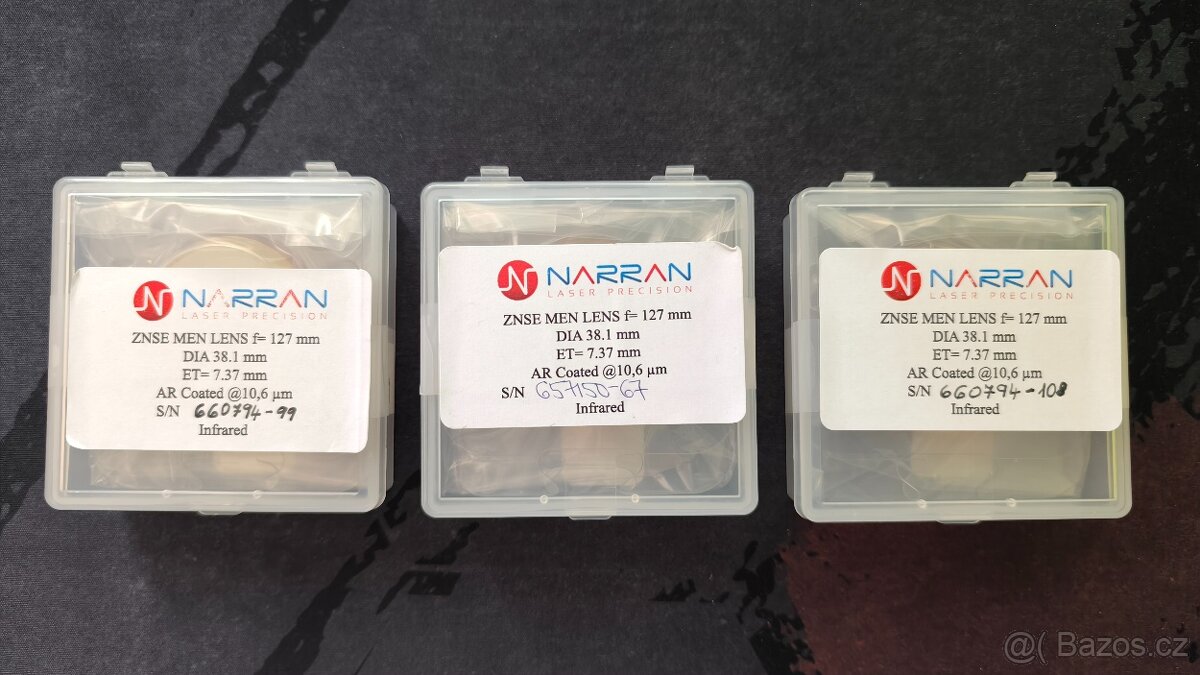 NARRAN
LASER PRECISION
ZNSE MEN LENS f= 127 mm
DIA 38.1 mm
ET= 7.37 mm
AR Coated @10,6 µm
S/N 660794-99
Infrared
NARRAN
LASER PRECISION
ZNSE MEN LENS f= 127 mm
DIA 38.1 mm
ET= 7.37 mm
AR Coated @10,6 µm
S/N 657150-67
Infrared
NARRAN
LASER PRECISION
ZNSE MEN LENS f= 127 mm
DIA 38.1 mm
ET= 7.37 mm
AR Coated @10,6 µm
S/N 660794-108
Infrared
@( Bazos.cz